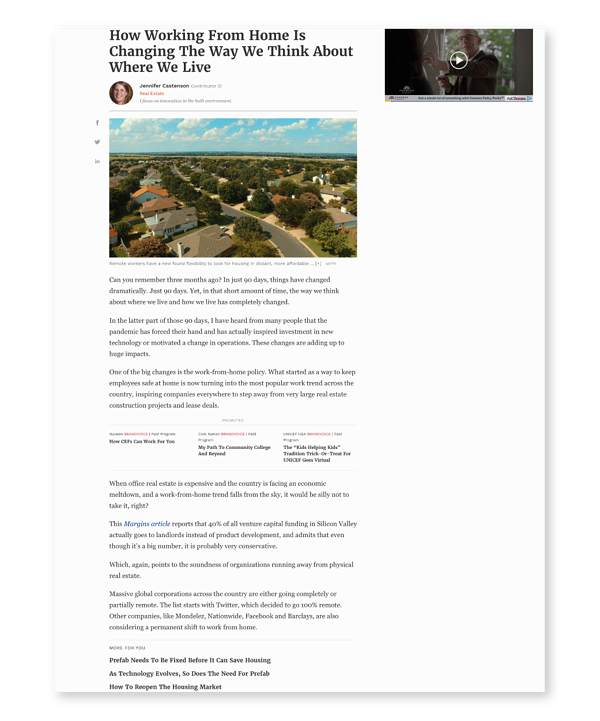 How Working From Home Is
Changing The Way We Think About
Where We Live
Jennifer Castenson Contributor
Real Estate
I focus on innovation in the built environment.
AdChoices
Remote workers have a new found flexibility to look for housing in distant, more affordable ... [+]
Can you remember three months ago? In just 90 days, things have changed
dramatically. Just 90 days. Yet, in that short amount of time, the way we think
about where we live and how we live has completely changed.
In the latter part of those 90 days, I have heard from many people that the
pandemic has forced their hand and has actually inspired investment in new
technology or motivated a change in operations. These changes are adding up to
huge impacts.
One of the big changes is the work-from-home policy. What started as a way to keep
employees safe at home is now turning into the most popular work trend across the
country, inspiring companies everywhere to step away from very large real estate
construction projects and lease deals.
PROMOTED
Nuveen BRANDVOICE | Paid Program
How CEFs Can Work For You
Civic Nation BRANDVOICE | Paid
Program
My Path To Community College
And Beyond
UNICEF USA BRANDVOICE | Paid
Program
The “Kids Helping Kids”
Tradition Trick-Or-Treat For
UNICEF Goes Virtual
When office real estate is expensive and the country is facing an economic
meltdown, and a work-from-home trend falls from the sky, it would be silly not to
take it, right?
This Margins article reports that 40% of all venture capital funding in Silicon Valley
actually goes to landlords instead of product development, and admits that even
though it's a big number, it is probably very conservative.
Which, again, points to the soundness of organizations running away from physical
real estate.
Massive global corporations across the country are either going completely or
partially remote. The list starts with Twitter, which decided to go 100% remote.
Other companies, like Mondelez, Nationwide, Facebook and Barclays, are also
considering a permanent shift to work from home.
MORE FOR YOU
Prefab Needs To Be Fixed Before It Can Save Housing
As Technology Evolves, So Does The Need For Prefab
How To Reopen The Housing Market